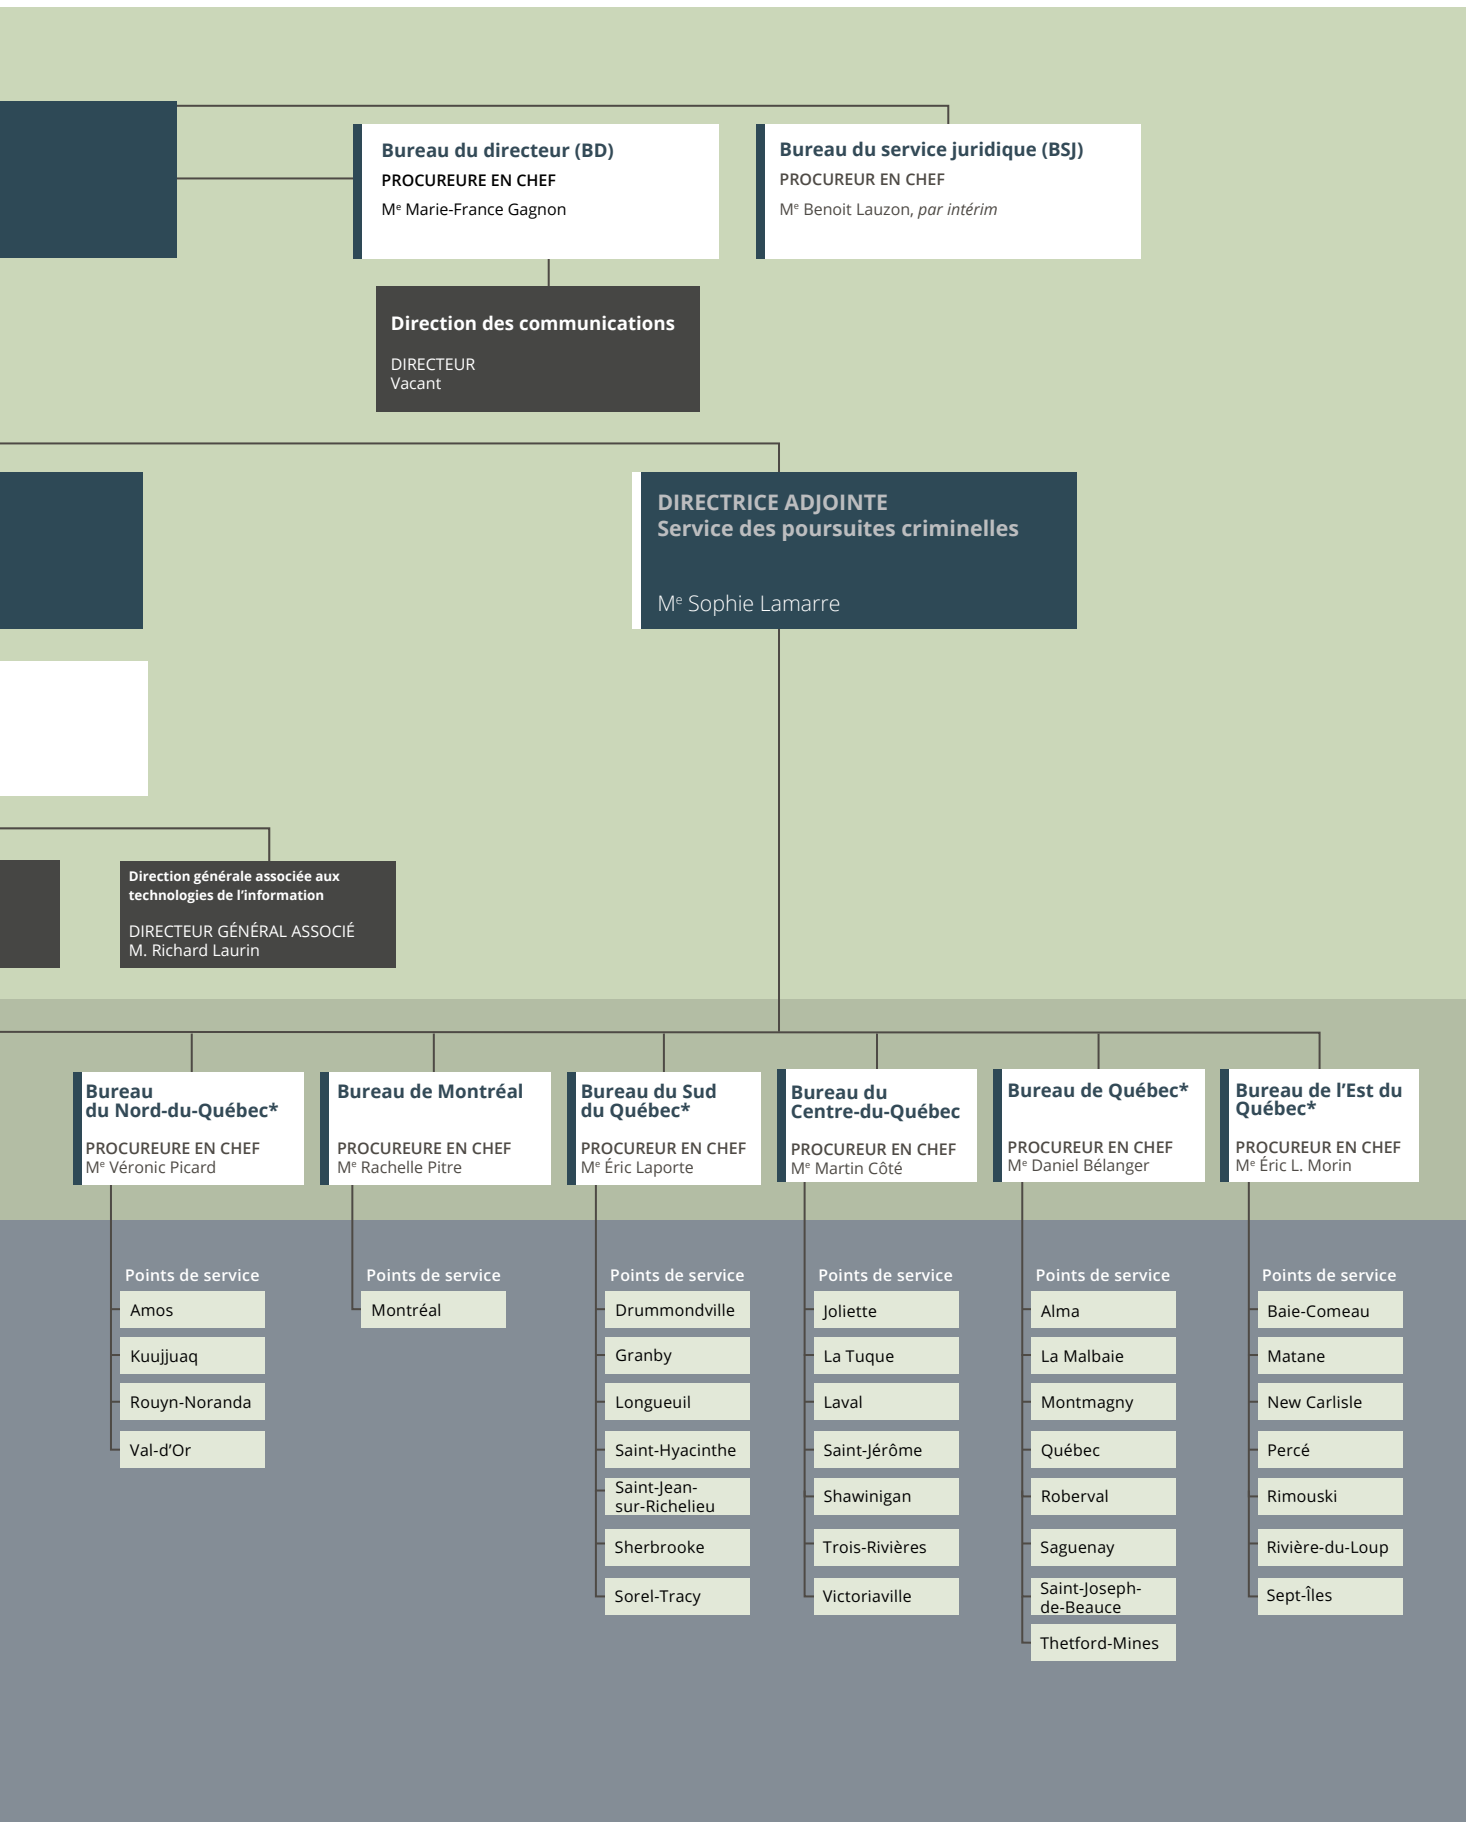 Bureau du directeur (BD)
PROCUREURE EN CHEF
Me Marie-France Gagnon
Bureau du service juridique (BSJ)
PROCUREUR EN CHEF
Me Benoit Lauzon, par intérim
Direction des communications
DIRECTEUR
Vacant
DIRECTRICE ADJOINTE
Service des poursuites criminelles
Me Sophie Lamarre
Direction générale associée aux
technologies de l’information
DIRECTEUR GÉNÉRAL ASSOCIÉ
M. Richard Laurin
Bureau
du Nord-du-Québec*
PROCUREURE EN CHEF
Me Véronic Picard
Points de service
Amos
Kuujjuaq
Rouyn-Noranda
Val-d’Or
Bureau de Montréal
PROCUREURE EN CHEF
Me Rachelle Pitre
Points de service
Montréal
Bureau du Sud
du Québec*
PROCUREUR EN CHEF
Me Éric Laporte
Points de service
Drummondville
Granby
Longueuil
Saint-Hyacinthe
Saint-Jean-
sur-Richelieu
Sherbrooke
Sorel-Tracy
Bureau du
Centre-du-Québec
PROCUREUR EN CHEF
Me Martin Côté
Points de service
Joliette
La Tuque
Laval
Saint-Jérôme
Shawinigan
Trois-Rivières
Victoriaville
Bureau de Québec*
PROCUREUR EN CHEF
Me Daniel Bélanger
Points de service
Alma
La Malbaie
Montmagny
Québec
Roberval
Saguenay
Saint-Joseph-
de-Beauce
Thetford-Mines
Bureau de l’Est du
Québec*
PROCUREUR EN CHEF
Me Éric L. Morin
Points de service
Baie-Comeau
Matane
New Carlisle
Percé
Rimouski
Rivière-du-Loup
Sept-Îles